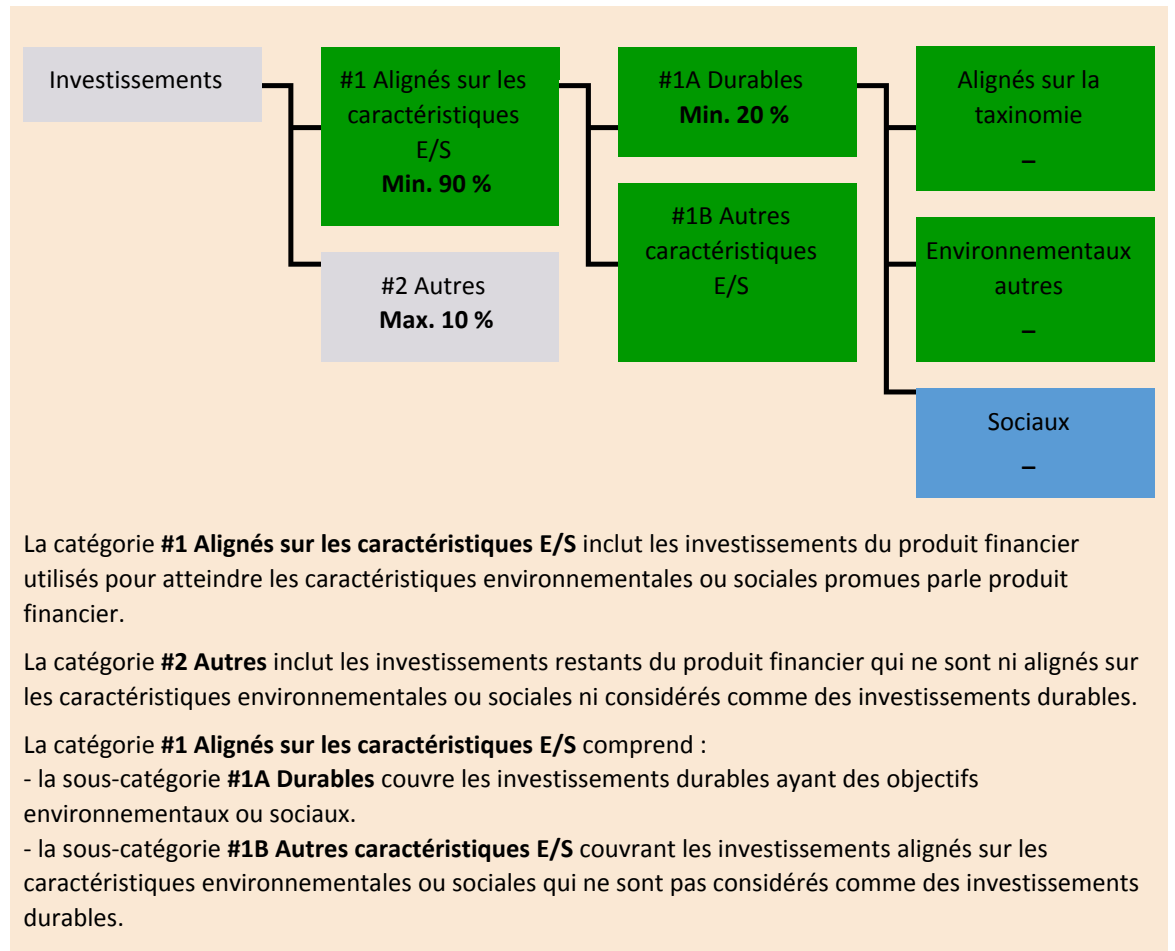 Investissements
#1 Alignés sur les
caractéristiques
E/S
Min. 90 %
#2 Autres
Max. 10 %
#1A Durables
Min. 20 %
#1B Autres
caractéristiques
E/S
Alignés sur la
taxinomie
–
Environnementaux
autres
–
Sociaux
–
La catégorie #1 Alignés sur les caractéristiques E/S inclut les investissements du produit financier
utilisés pour atteindre les caractéristiques environnementales ou sociales promues parle produit
financier.
La catégorie #2 Autres inclut les investissements restants du produit financier qui ne sont ni alignés sur
les caractéristiques environnementales ou sociales ni considérés comme des investissements durables.
La catégorie #1 Alignés sur les caractéristiques E/S comprend :
- la sous-catégorie #1A Durables couvre les investissements durables ayant des objectifs
environnementaux ou sociaux.
- la sous-catégorie #1B Autres caractéristiques E/S couvrant les investissements alignés sur les
caractéristiques environnementales ou sociales qui ne sont pas considérés comme des investissements
durables.